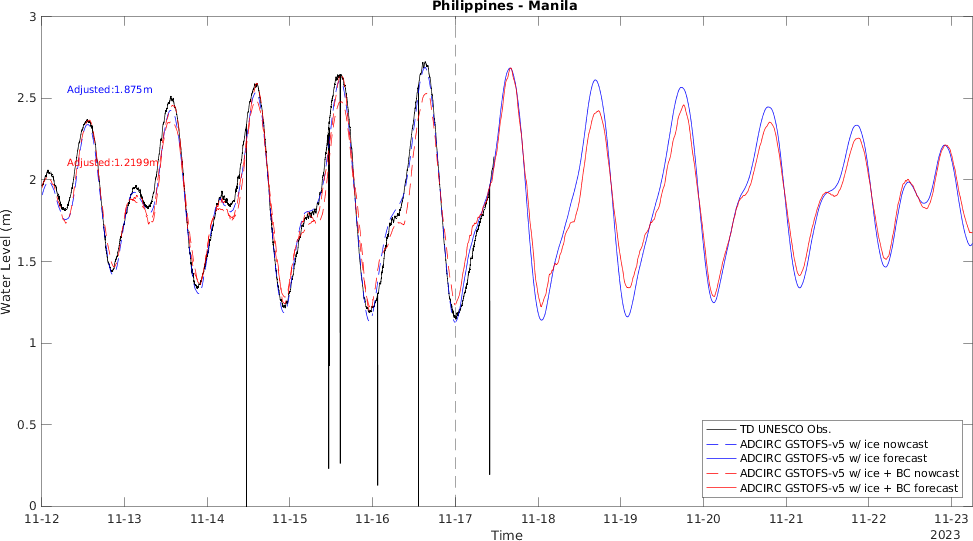 Philippines - Manila
3
2.5
2
1.5
1
0.5
0
Water Level (m)
Adjusted:1.875m
Adjusted:1.2199m
TD UNESCO Obs.
ADCIRC GSTOFS-v5 w/ ice nowcast
ADCIRC GSTOFS-v5 w/ ice forecast
ADCIRC GSTOFS-v5 w/ ice + BC nowcast
ADCIRC GSTOFS-v5 w/ ice + BC forecast
11-12 11-13 11-14 11-15 11-16 11-17 11-18 11-19 11-20 11-21 11-22 11-23
Time
2023